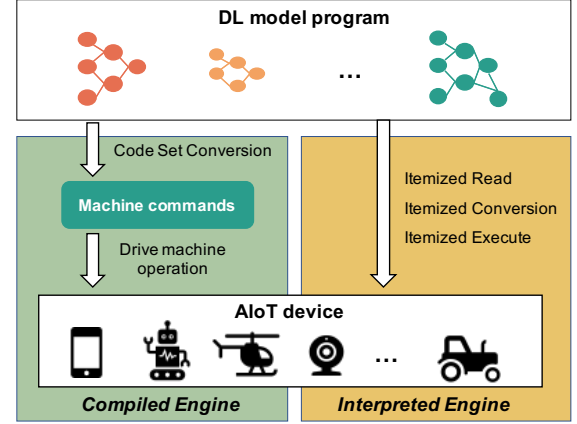 DL model program
...
Code Set Conversion
Machine commands
Drive machine
operation
Itemized Read
Itemized Conversion
Itemized Execute
AIoT device
...
Compiled Engine
Interpreted Engine